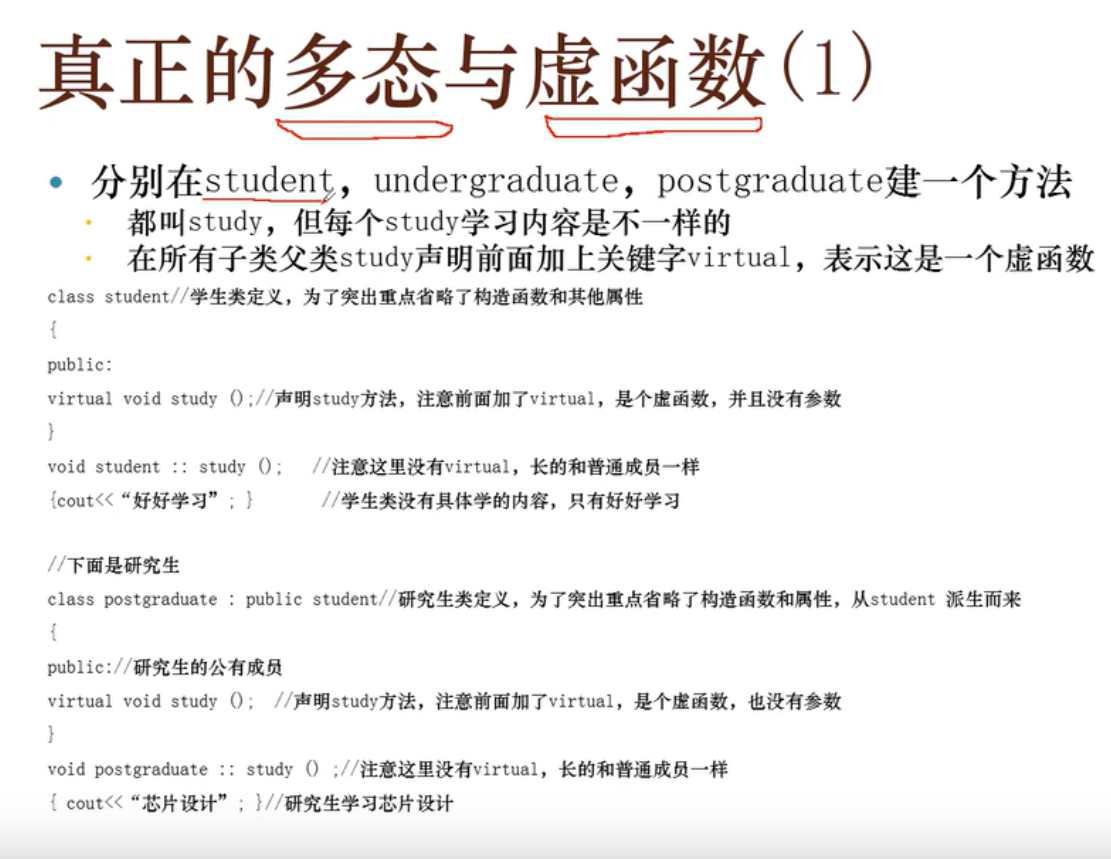 真正的多态与虚函数(1)
• 分别在student，undergraduate，postgraduate建一个方法
• 都叫study，但每个study学习内容是不一样的
• 在所有子类父类study声明前面加上关键字virtual，表示这是一个虚函数
class student//学生类定义，为了突出重点省略了构造函数和其他属性
{
public:
virtual void study ();//声明study方法，注意前面加了virtual，是个虚函数，并且没有参数
}
void student :: study (); //注意这里没有virtual，长的和普通成员一样
{cout<<“好好学习”; } //学生类没有具体学的内容，只有好好学习
//下面是研究生
class postgraduate : public student//研究生类定义，为了突出重点省略了构造函数和属性，从student 派生而来
{
public://研究生的公有成员
virtual void study (); //声明study方法，注意前面加了virtual，是个虚函数，也没有参数
}
void postgraduate :: study () ;//注意这里没有virtual，长的和普通成员一样
{ cout<<“芯片设计”; }//研究生学习芯片设计